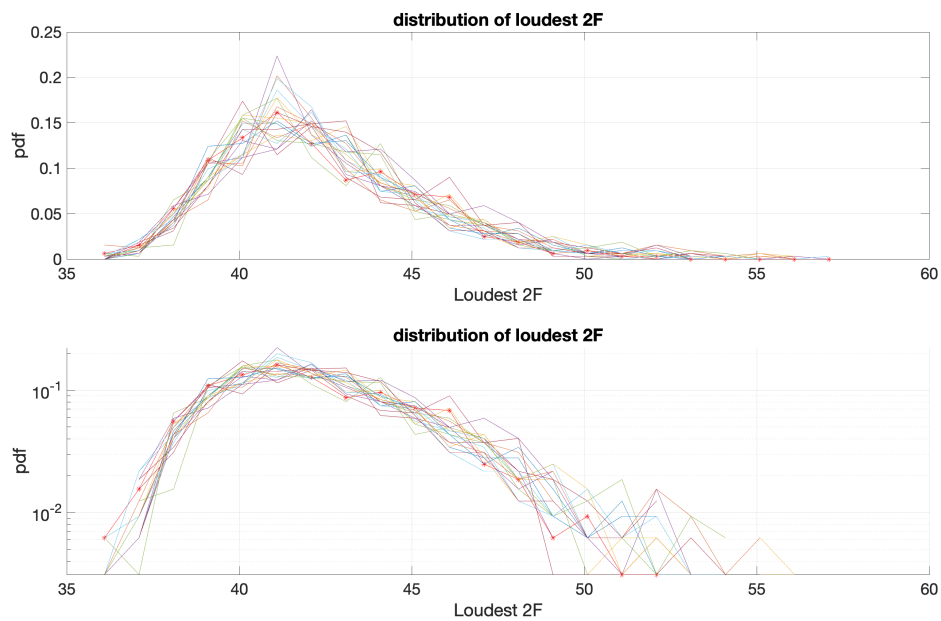 distribution of loudest 2F
0.25
0.2
0.15
0.1
0.05
0
pdf
35 40 45 50 55 60
Loudest 2F
distribution of loudest 2F
10-1
10-2
pdf
35 40 45 50 55 60
Loudest 2F